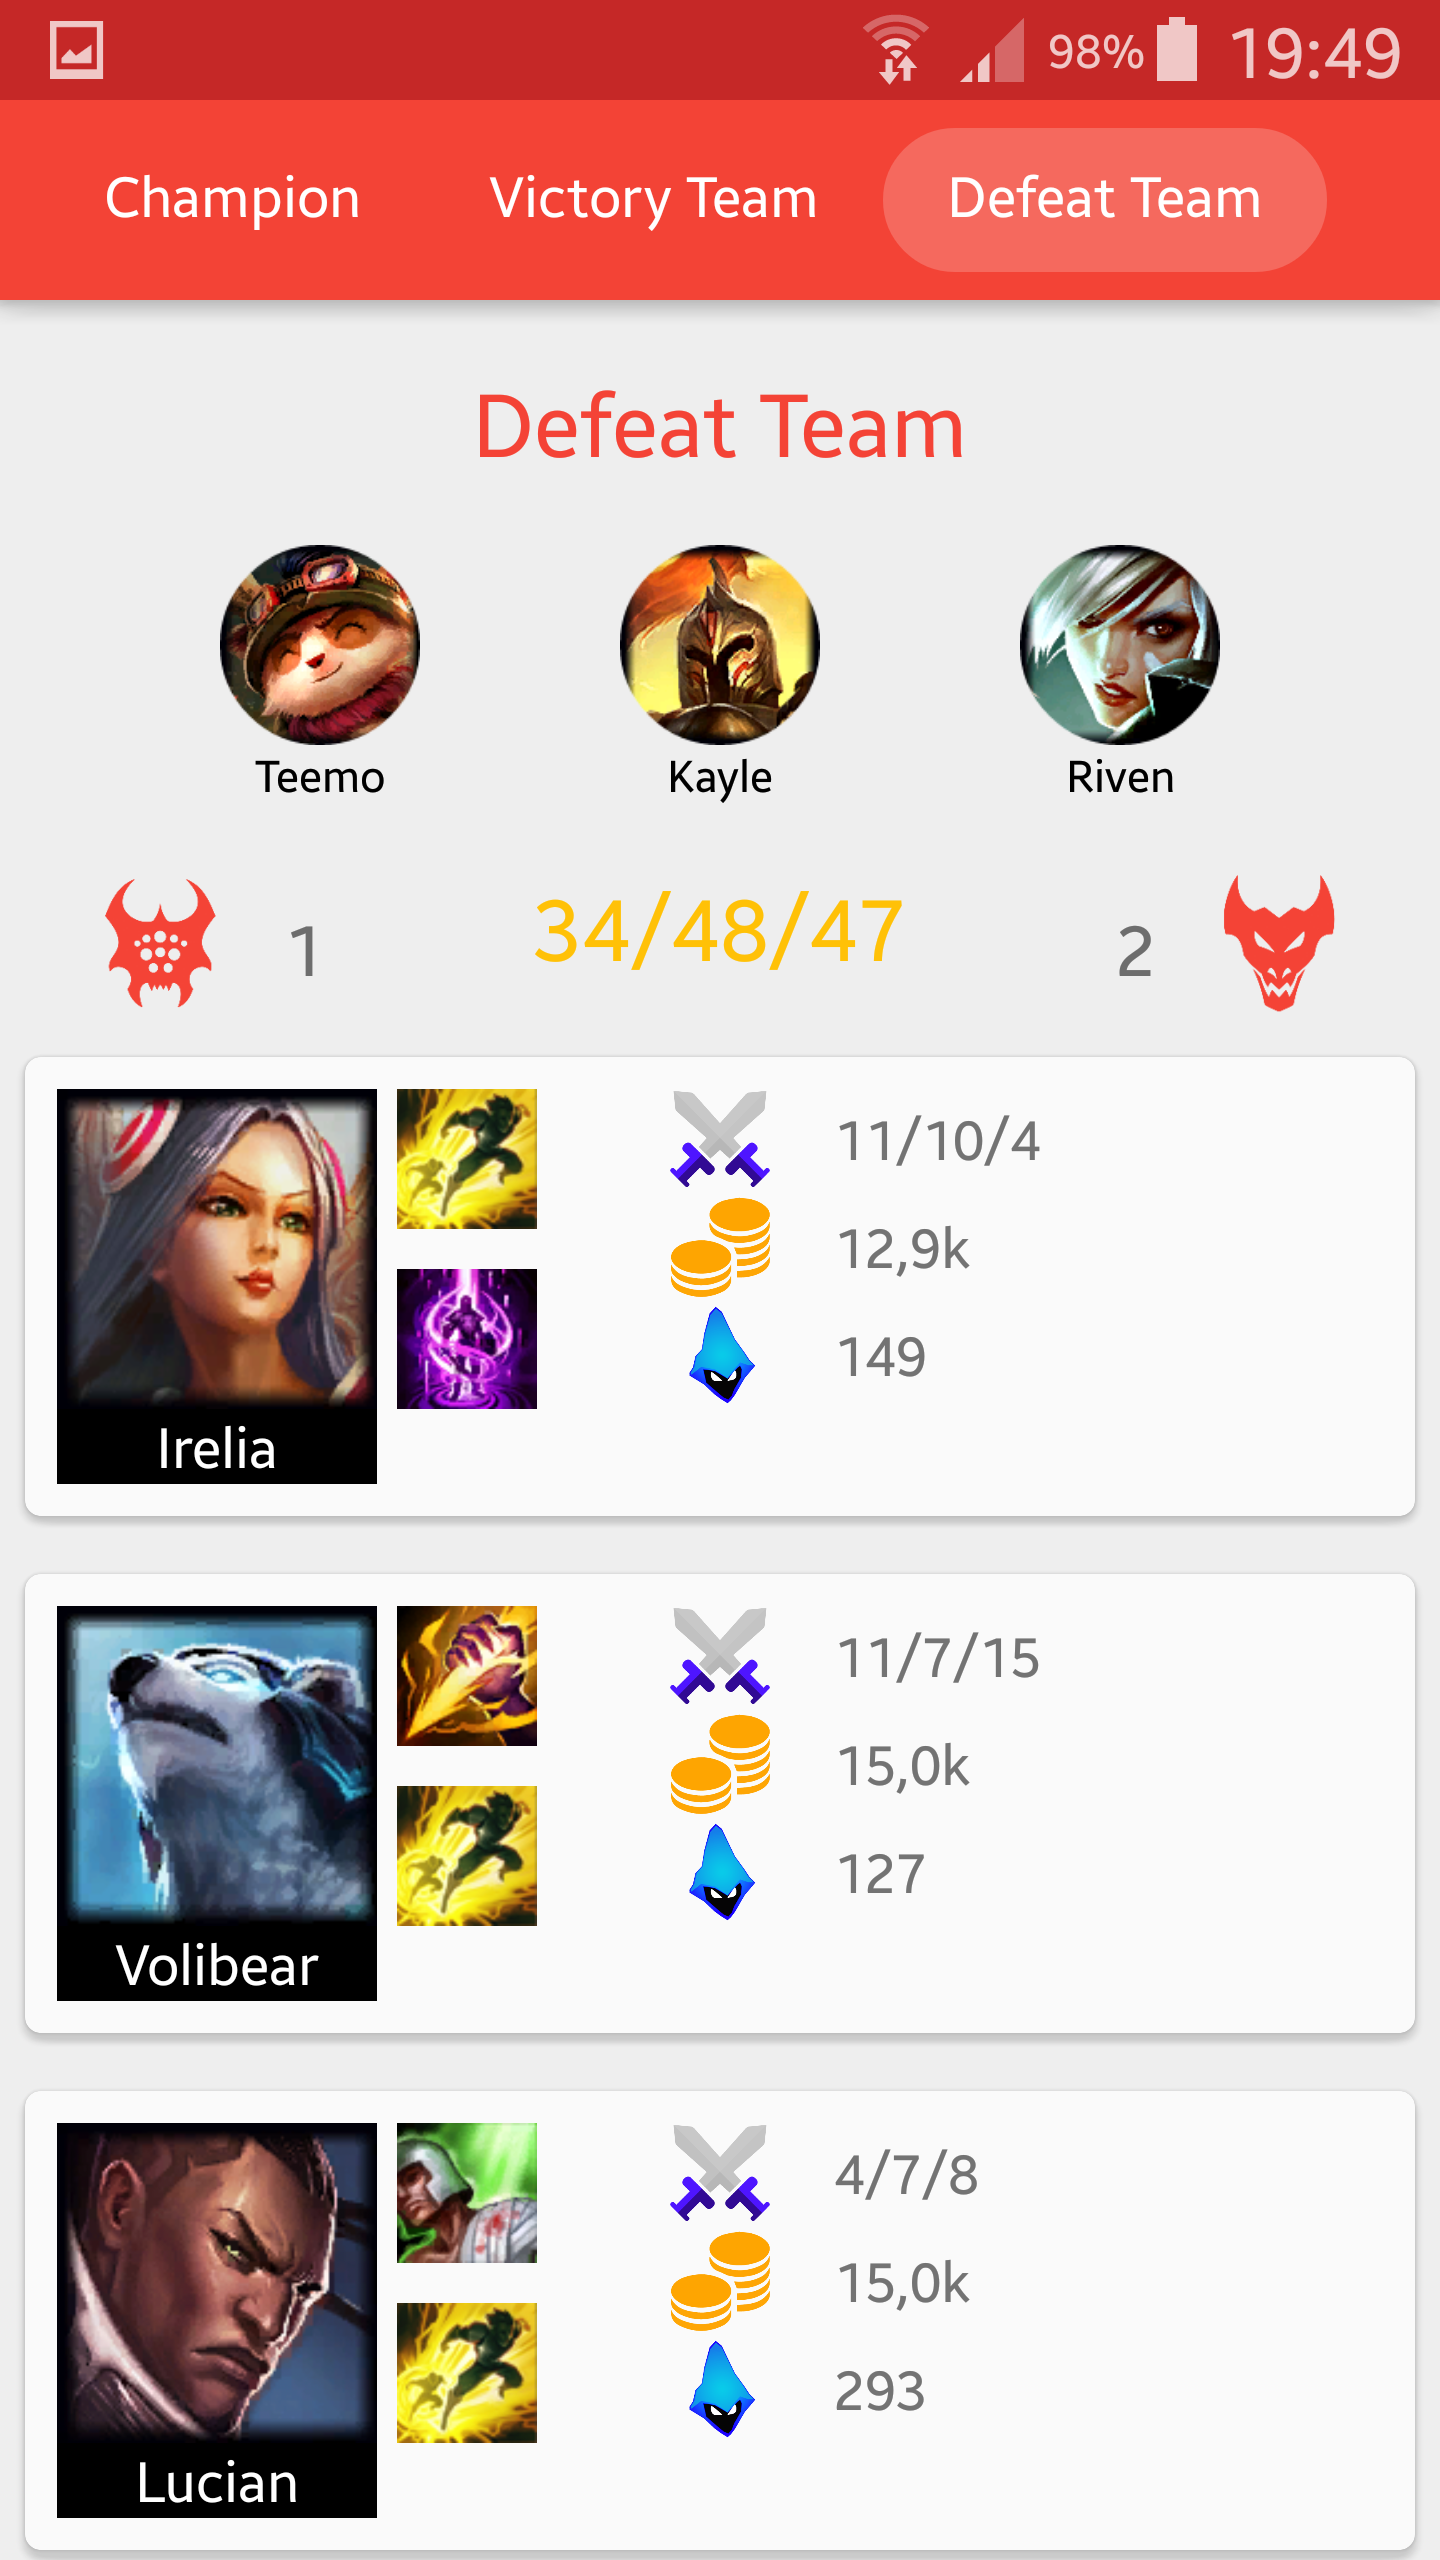 98% 19:49
Champion Victory Team Defeat Team
Defeat Team
Teemo Kayle Riven
1 34/48/47 2
11/10/4
12,9k
149
Irelia
11/7/15
15,0k
127
Volibear
4/7/8
15,0k
293
Lucian